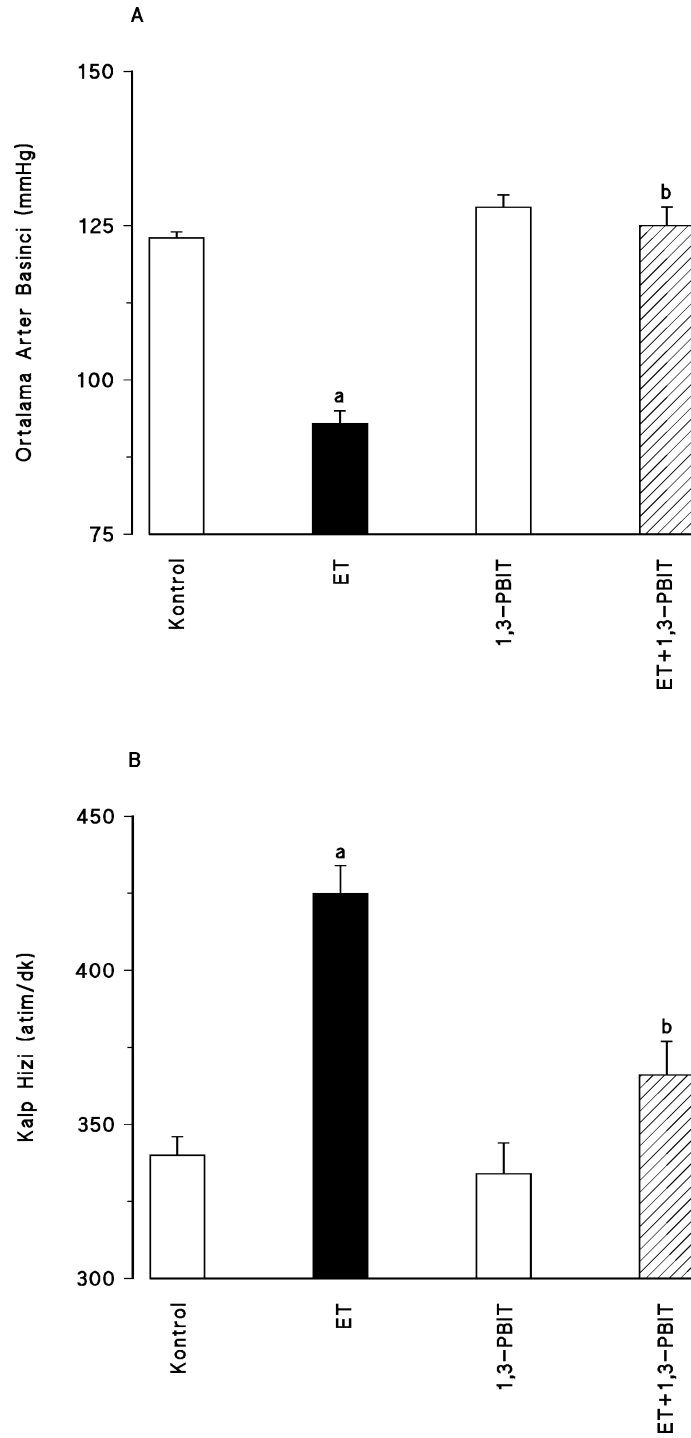 A
Ortalama Arter Basinci (mmHg)
150
125
100
75
a
b
Kontrol
ET
1,3-PBIT
ET+1,3-PBIT
B
Kalp Hizi (atim/dk)
450
400
350
300
a
b
Kontrol
ET
1,3-PBIT
ET+1,3-PBIT